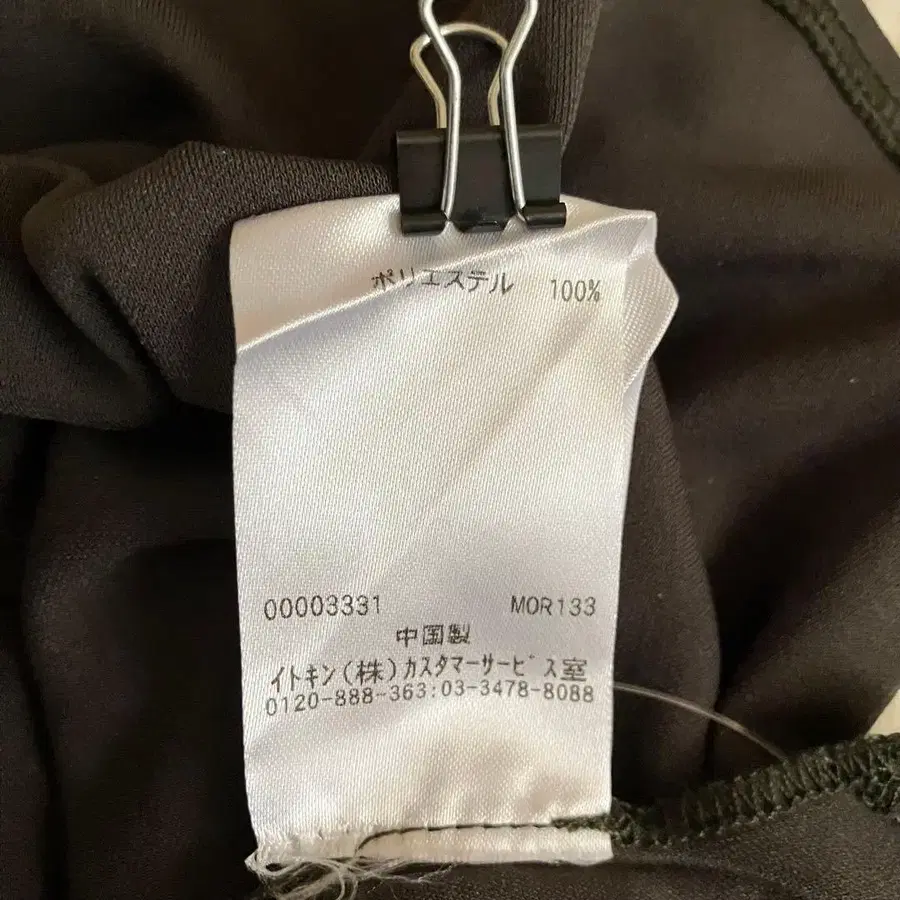 ポリエステル 100%
00003331 MOR133
中国製
イトキン(株)カスタマーサービス室
0120-888-363:03-3478-8088